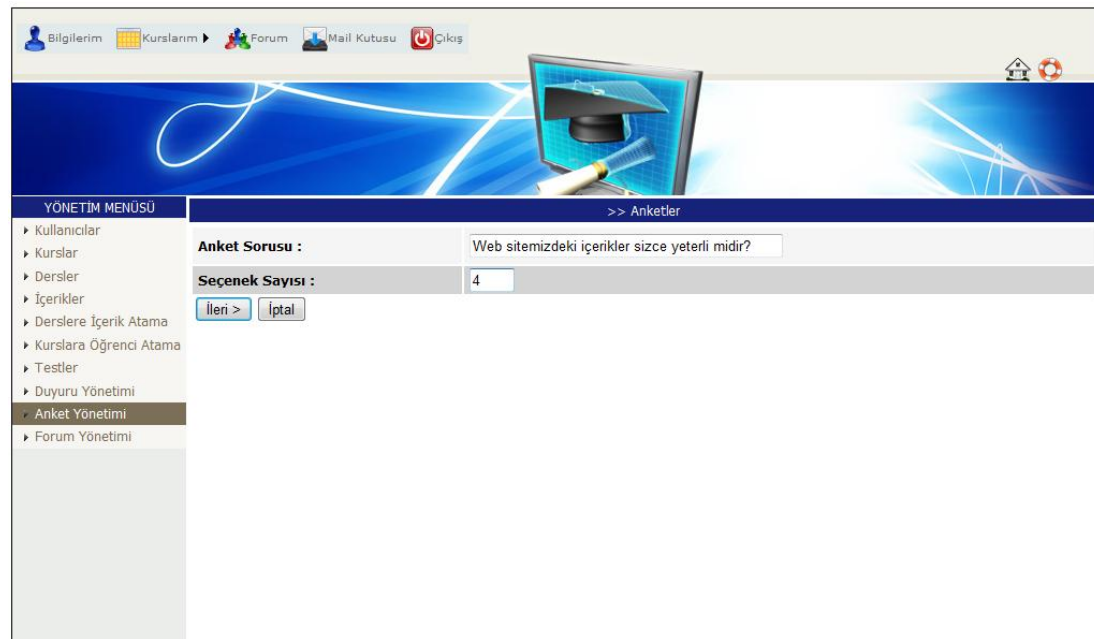 Bilgilerim Kurslarım Forum Mail Kutusu Çıkış
YÖNETİM MENÜSÜ
Kullanıcılar
Kurslar
Dersler
İçerikler
Derslere İçerik Atama
Kurslara Öğrenci Atama
Testler
Duyuru Yönetimi
Anket Yönetimi
Forum Yönetimi
>> Anketler
Anket Sorusu : Web sitemizdeki içerikler sizce yeterli midir?
Seçenek Sayısı : 4
İleri > İptal